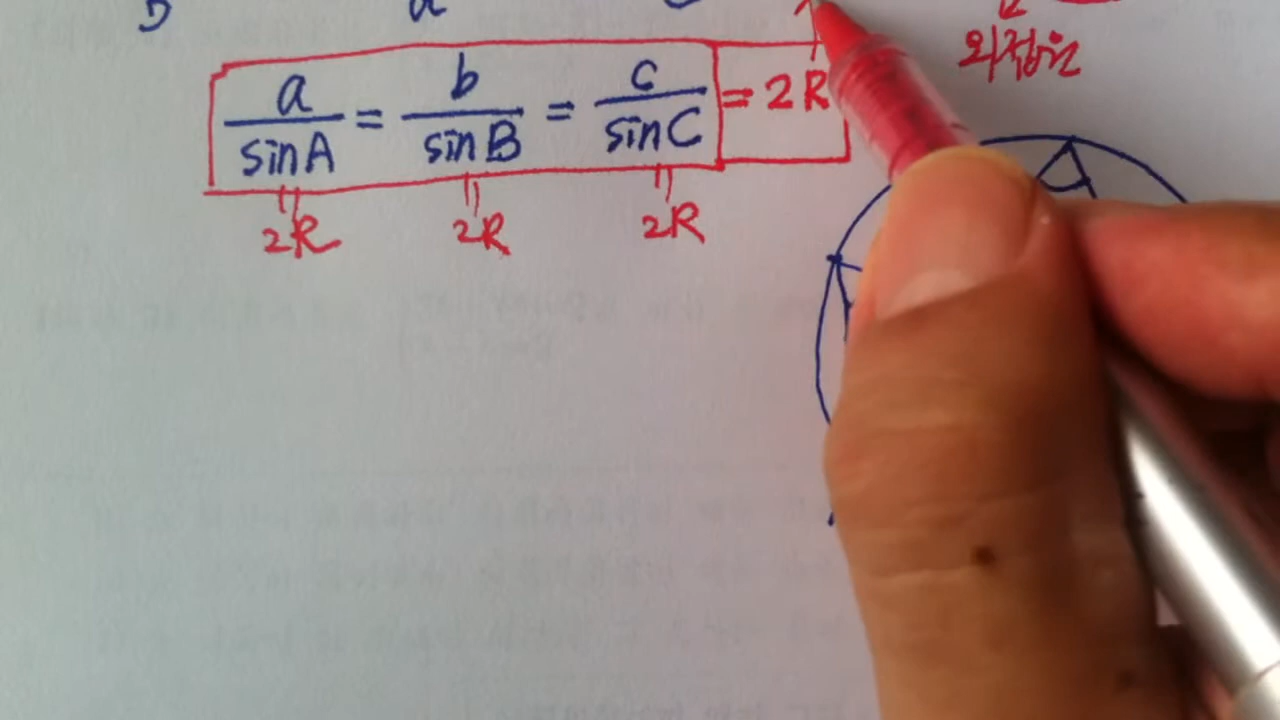 B a C
외접원
a/sinA = b/sinB = c/sinC = 2R
2R 2R 2R